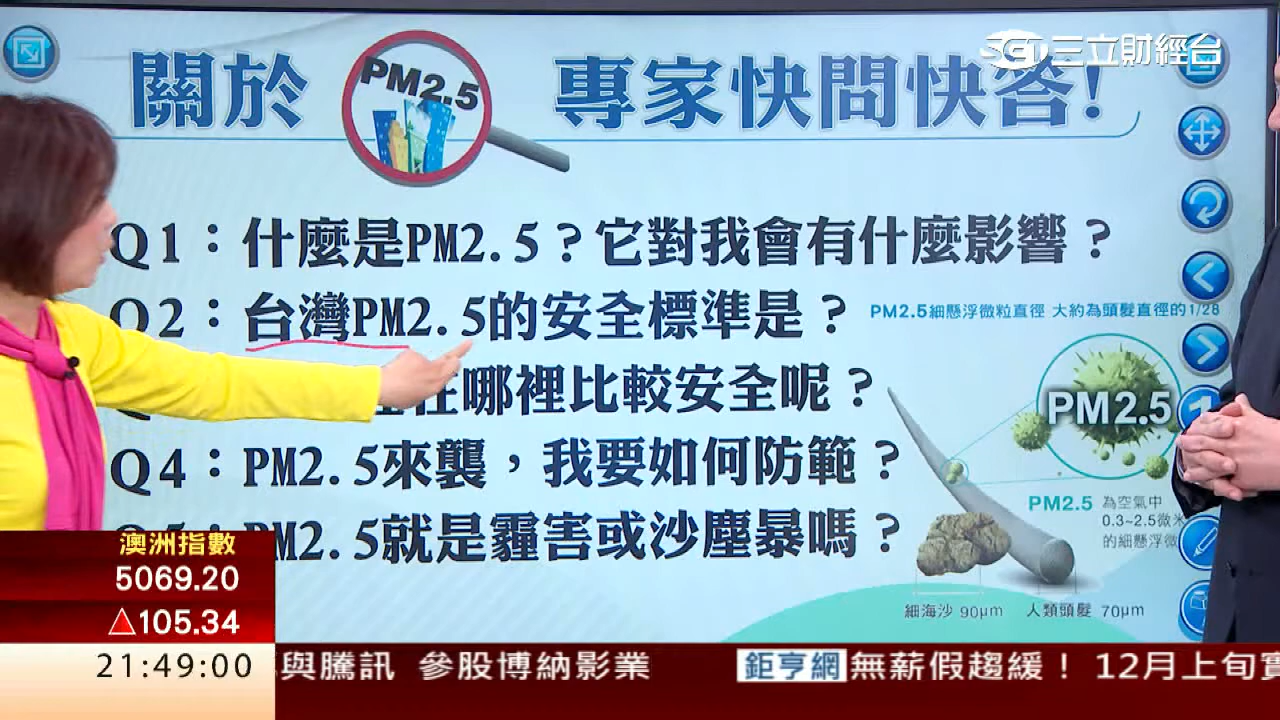 SET 三立財經台
關於 PM2.5 專家快問快答!
Q1：什麼是PM2.5？它對我會有什麼影響？
Q2：台灣PM2.5的安全標準是？
PM2.5細懸浮微粒直徑 大約為頭髮直徑的1/28
哪裡比較安全呢？
PM2.5
Q4：PM2.5來襲，我要如何防範？
PM2.5 為空氣中
0.3~2.5微米
的細懸浮微
Q5：PM2.5就是霾害或沙塵暴嗎？
細海沙 90μm 人類頭髮 70μm
澳洲指數
5069.20
▲105.34
21:49:00
與騰訊 參股博納影業 鉅亨網 無薪假趨緩！ 12月上旬實